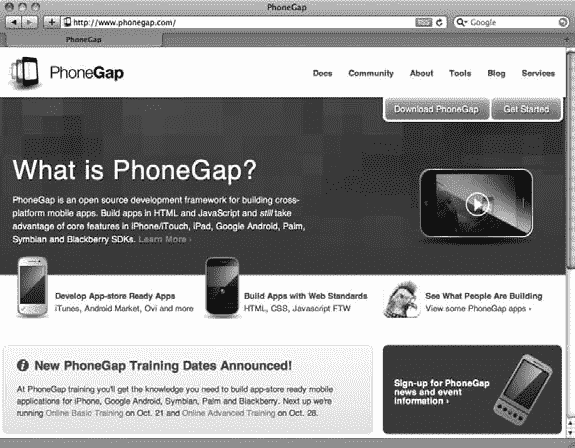 PhoneGap
http://www.phonegap.com/
RSS
Google
PhoneGap
PhoneGap
Docs Community About Tools Blog Services
Download PhoneGap Get Started
What is PhoneGap?
PhoneGap is an open source development framework for building cross-
platform mobile apps. Build apps in HTML and JavaScript and still take
advantage of core features in iPhone/iTouch, iPad, Google Android, Palm,
Symbian and Blackberry SDKs. Learn More ›
Develop App-store Ready Apps
iTunes, Android Market, Ovi and more
Build Apps with Web Standards
HTML, CSS, Javascript FTW
See What People Are Building
View some PhoneGap apps ›
New PhoneGap Training Dates Announced!
At PhoneGap training you'll get the knowledge you need to build app-store ready mobile
applications for iPhone, Google Android, Symbian, Palm and Blackberry. Next up we're
running Online Basic Training on Oct. 21 and Online Advanced Training on Oct. 28.
Sign-up for PhoneGap
news and event
information ›